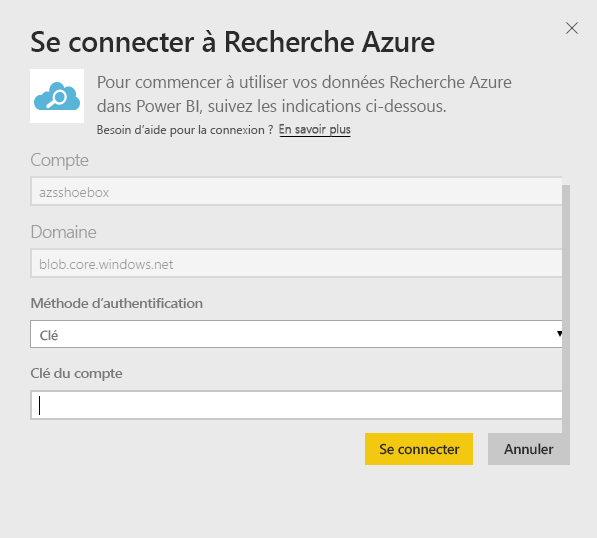 Se connecter à Recherche Azure
Pour commencer à utiliser vos données Recherche Azure
dans Power BI, suivez les indications ci-dessous.
Besoin d’aide pour la connexion ? En savoir plus
Compte
azsshoebox
Domaine
blob.core.windows.net
Méthode d’authentification
Clé
Clé du compte
Se connecter Annuler